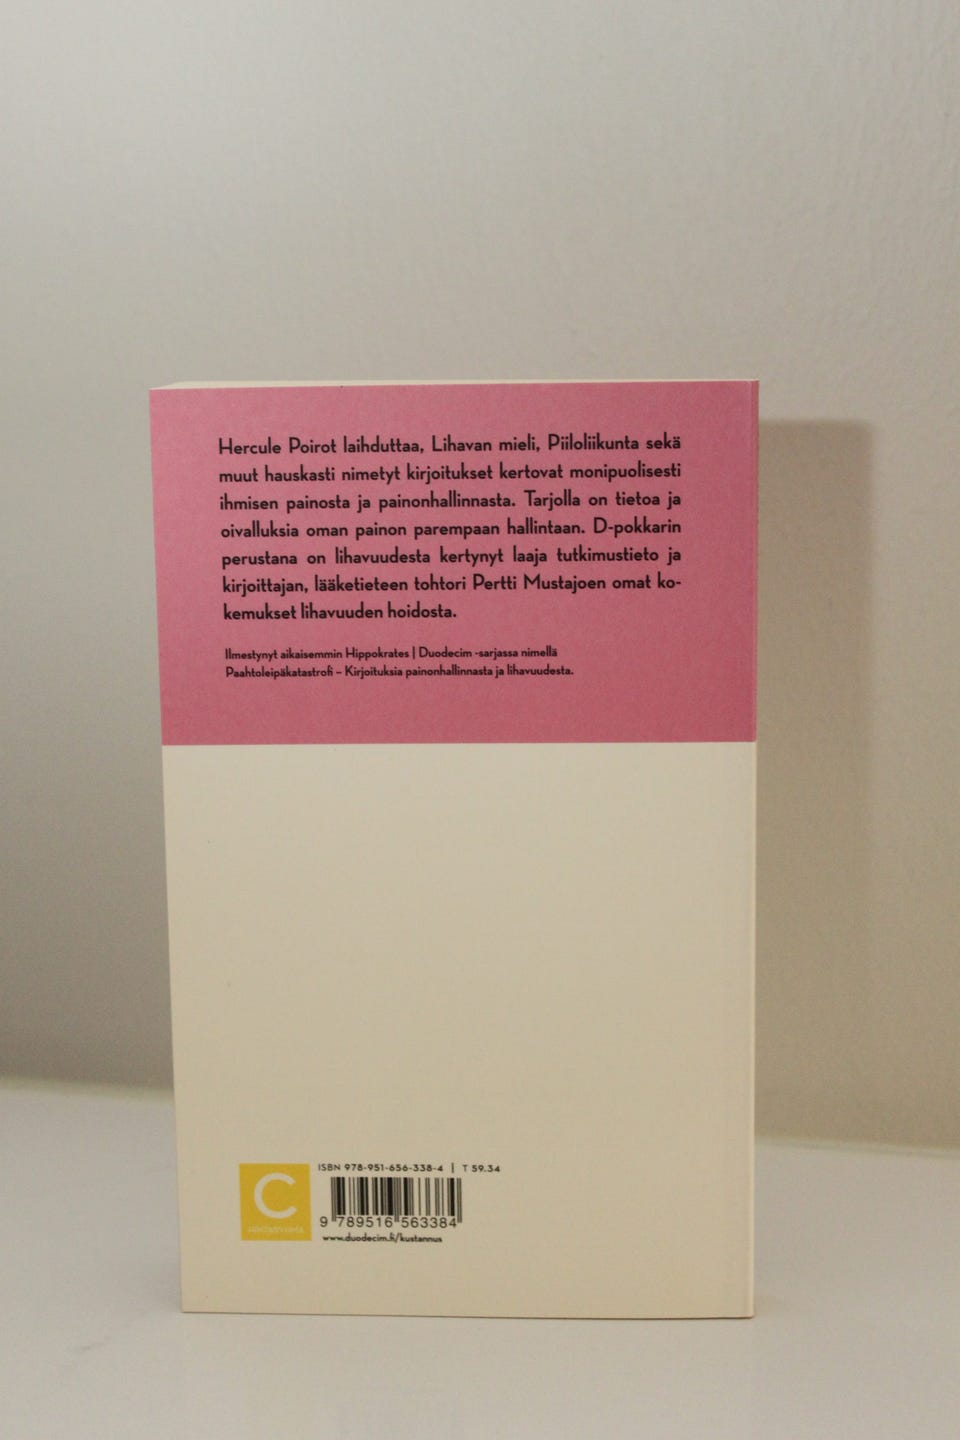 Hercule Poirot laihduttaa, Lihavan mieli, Piiloliikunta sekä
muut hauskasti nimetyt kirjoitukset kertovat monipuolisesti
ihmisen painosta ja painonhallinnasta. Tarjolla on tietoa ja
oivalluksia oman painon parempaan hallintaan. D-pokkarin
perustana on lihavuudesta kertynyt laaja tutkimustieto ja
kirjoittajan, lääketieteen tohtori Pertti Mustajoen omat ko-
kemukset lihavuuden hoidosta.
Ilmestynyt aikaisemmin Hippokrates | Duodecim -sarjassa nimellä
Paahtoleipäkatastrofi – Kirjoituksia painonhallinnasta ja lihavuudesta.
ISBN 978-951-656-338-4 | T 59.34
C
9 789516 563384
www.duodecim.fi/kustannus